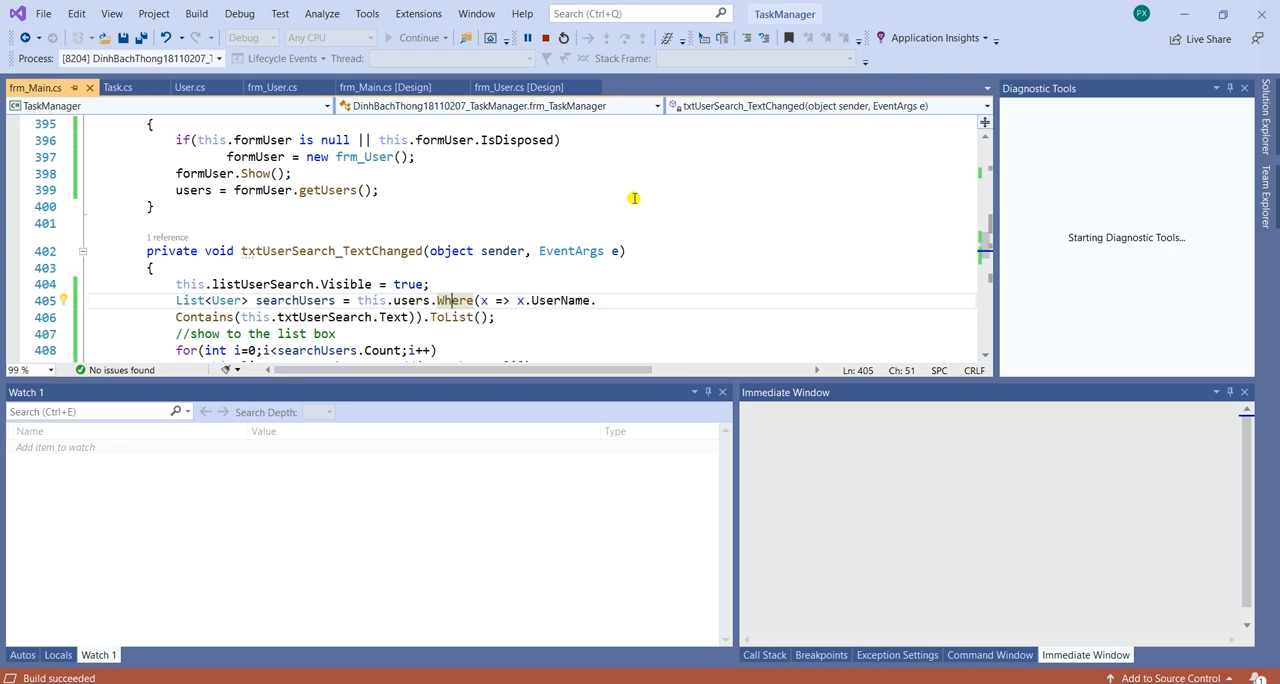 File Edit View Project Build Debug Test Analyze Tools Extensions Window Help Search (Ctrl+Q) TaskManager PX
Debug Any CPU Continue Application Insights Live Share
Process: [8204] DinhBachThong18110207_ Lifecycle Events Thread: Stack Frame:
frm_Main.cs Task.cs User.cs frm_User.cs frm_Main.cs [Design] frm_User.cs [Design]
TaskManager DinhBachThong18110207_TaskManager.frm_TaskManager txtUserSearch_TextChanged(object sender, EventArgs e)
395 {
396 if(this.formUser is null || this.formUser.IsDisposed)
397 formUser = new frm_User();
398 formUser.Show();
399 users = formUser.getUsers();
400 }
401
1 reference
402 private void txtUserSearch_TextChanged(object sender, EventArgs e)
403 {
404 this.listUserSearch.Visible = true;
405 List<User> searchUsers = this.users.Where(x => x.UserName.
406 Contains(this.txtUserSearch.Text)).ToList();
407 //show to the list box
408 for(int i=0;i<searchUsers.Count;i++)
99 % No issues found Ln: 405 Ch: 51 SPC CRLF
Diagnostic Tools
Starting Diagnostic Tools...
Solution Explorer
Team Explorer
Watch 1
Search (Ctrl+E) Search Depth:
Name Value Type
Add item to watch
Autos Locals Watch 1
Immediate Window
Call Stack Breakpoints Exception Settings Command Window Immediate Window
Build succeeded Add to Source Control 1